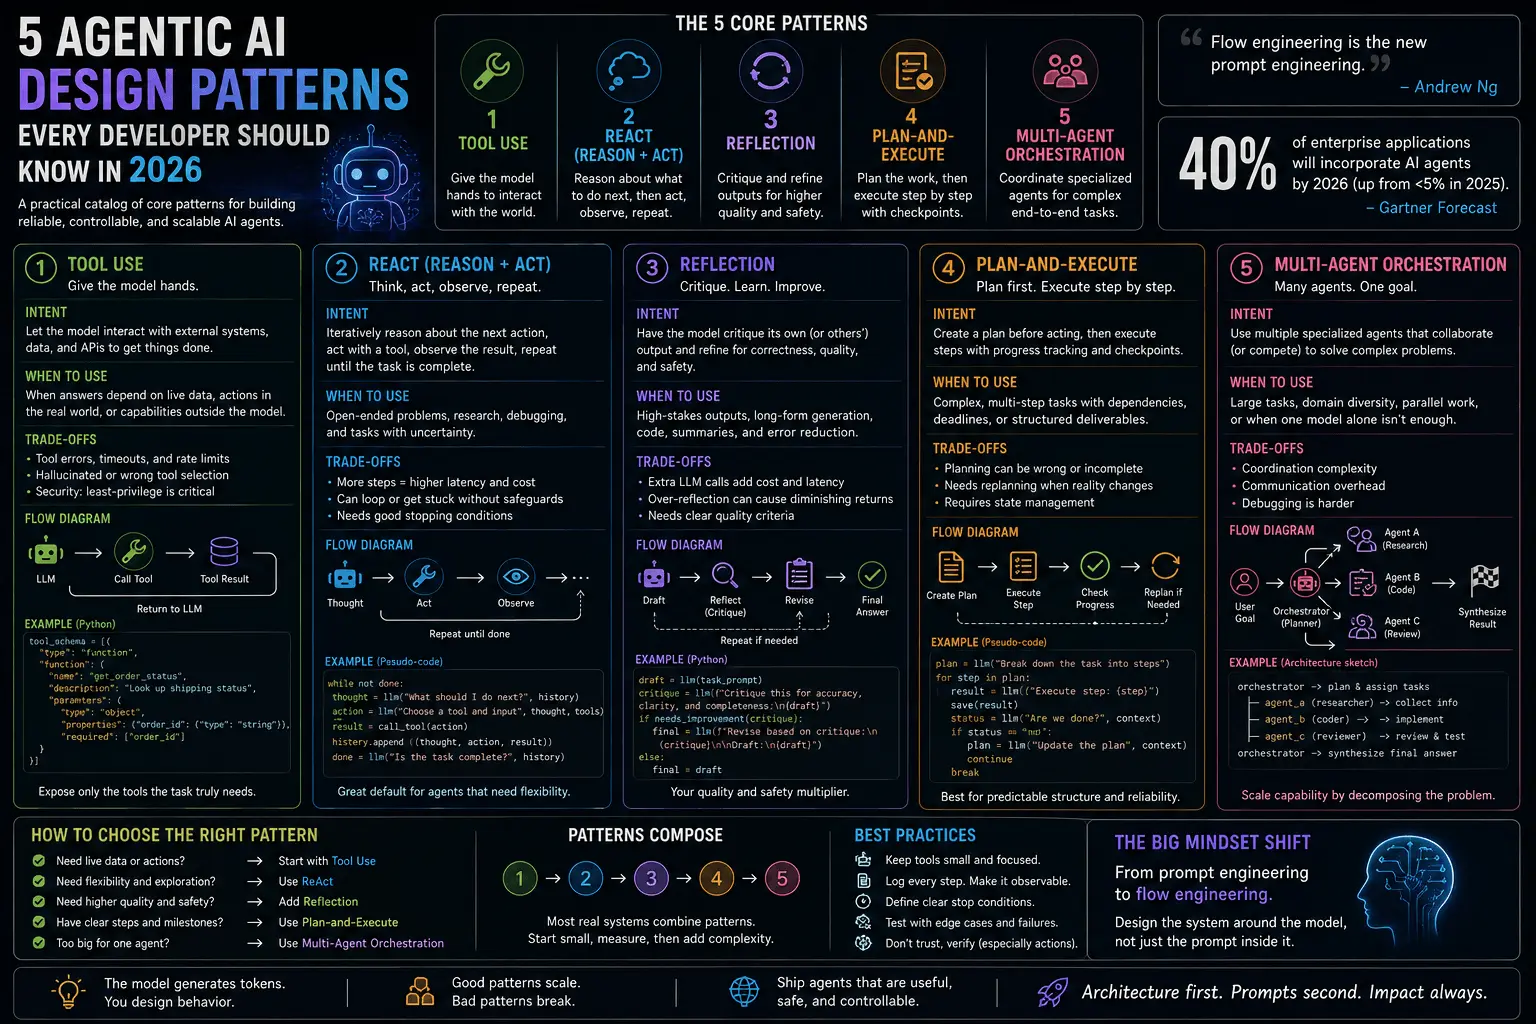 5 AGENTIC AI
DESIGN PATTERNS
EVERY DEVELOPER SHOULD
KNOW IN 2026
A practical catalog of core patterns for building
reliable, controllable, and scalable AI agents.
THE 5 CORE PATTERNS
1
TOOL USE
Give the model
hands to interact
with the world.
2
REACT
(REASON + ACT)
Reason about what
to do next, then act,
observe, repeat.
3
REFLECTION
Critique and refine
outputs for higher
quality and safety.
4
PLAN-AND-
EXECUTE
Plan the work, then
execute step by step
with checkpoints.
5
MULTI-AGENT
ORCHESTRATION
Coordinate specialized
agents for complex
end-to-end tasks.
“ Flow engineering is the new
prompt engineering. ”
– Andrew Ng
40%
of enterprise applications
will incorporate AI agents
by 2026 (up from <5% in 2025).
– Gartner Forecast
1 TOOL USE
Give the model hands.
INTENT
Let the model interact with external systems,
data, and APIs to get things done.
WHEN TO USE
When answers depend on live data, actions in
the real world, or capabilities outside the model.
TRADE-OFFS
• Tool errors, timeouts, and rate limits
• Hallucinated or wrong tool selection
• Security: least-privilege is critical
FLOW DIAGRAM
LLM
Call Tool
Tool Result
Return to LLM
EXAMPLE (Python)
tool_schema = [{
"type": "function",
"function": {
"name": "get_order_status",
"description": "Look up shipping status",
"paramters": {
"type": "object",
"properties": {"order_id": {"type": "string"}},
"required": ["order_id"]
}
}]
Expose only the tools the task truly needs.
2 REACT (REASON + ACT)
Think, act, observe, repeat.
INTENT
Iteratively reason about the next action,
act with a tool, observe the result, repeat
until the task is complete.
WHEN TO USE
Open-ended problems, research, debugging,
and tasks with uncertainty.
TRADE-OFFS
• More steps = higher latency and cost
• Can loop or get stuck without safeguards
• Needs good stopping conditions
FLOW DIAGRAM
Thought
Act
Observe
...
Repeat until done
EXAMPLE (Pesudo-code)
while not done:
thought = llm("What should I do next?", history)
action = llm("Choose a tool and input", thought, tools)
result = call_tool(action)
histery.append ((thought, action, result))
done = llm("Is the task complete?", history)
Great default for agents that need flexibility.
3 REFLECTION
Critique. Learn. Improve.
INTENT
Have the model critique its own (or others')
output and refine for correctness, quality,
and safety.
WHEN TO USE
High-stakes outputs, long-form generation,
code, summaries, and error reduction.
TRADE-OFFS
• Extra LLM calls add cost and latency
• Over-reflection can cause diminishing returns
• Needs clear quality criteria
FLOW DIAGRAM
Draft
Reflect
(Critique)
Revise
Final
Answer
Repeat if needed
EXAMPLE (Python)
draft = llm(task_prompt)
critique = llm(f"Critique this for accuracy,
clarity, and completeness:\n{draft}")
if needs_improvement(critique):
final = llm(f"Revise based on critique:\n
{critique}\n\nDraft:\n{draft}")
else:
final = draft
Your quality and safety multiplier.
4 PLAN-AND-EXECUTE
Plan first. Execute step by step.
INTENT
Create a plan before acting, then execute
steps with progress tracking and checkpoints.
WHEN TO USE
Complex, multi-step tasks with dependencies,
deadlines, or structured deliverables.
TRADE-OFFS
• Planning can be wrong or incomplete
• Needs replanning when reality changes
• Requires state management
FLOW DIAGRAM
Create Plan
Execute
Step
Check
Progress
Replan if
Needed
EXAMPLE (Pseudo-code)
plan = llm("Break down the task into steps")
for step in plan:
result = llm(("Execute step: {step}")
save(result)
status = llm("Are we done?", context)
if status ==
plan = llm("Update the plan", context)
continue
break
Best for predictable structure and reliability.
5 MULTI-AGENT ORCHESTRATION
Many agents. One goal.
INTENT
Use multiple specialized agents that collaborate
(or compete) to solve complex problems.
WHEN TO USE
Large tasks, domain diversity, parallel work,
or when one model alone isn't enough.
TRADE-OFFS
• Coordination complexity
• Communication overhead
• Debugging is harder
FLOW DIAGRAM
User
Goal
Orchestrator
(Planner)
Agent A
(Research)
Agent B
(Code)
Agent C
(Review)
Synthesize
Result
EXAMPLE (Architecture sketch)
orchestrator → plan & assign tasks
agent_a (researcher) → collect info
agent_b (coder) → → implement
agent_c (reviewer) → review & test
orchestrator → synthesize final answer
Scale capability by decomposing the problem.
HOW TO CHOOSE THE RIGHT PATTERN
Need live data or actions? → Start with Tool Use
Need flexibility and exploration? → Use ReAct
Need higher quality and safety? → Add Reflection
Have clear steps and milestones? → Use Plan-and-Execute
Too big for one agent? → Use Multi-Agent Orchestration
PATTERNS COMPOSE
1 → 2 → 3 → 4 → 5
Most real systems combine patterns.
Start small, measure, then add complexity.
BEST PRACTICES
Keep tools small and focused.
Log every step. Make it observable.
Define clear stop conditions.
Test with edge cases and failures.
Don't trust, verify (especially actions).
THE BIG MINDSET SHIFT
From prompt engineering
to flow engineering.
Design the system around the model,
not just the prompt inside it.
The model generates tokens.
You design behavior.
Good patterns scale.
Bad patterns break.
Ship agents that are useful,
safe, and controllable.
Architecture first. Prompts second. Impact always.